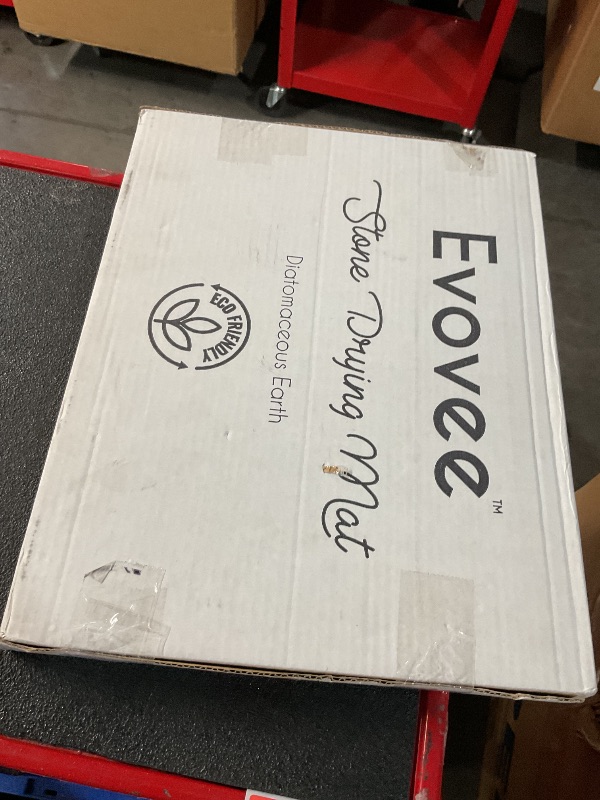 Evovee™
Stone Drying Mat
Diatomaceous Earth
ECO FRIENDLY